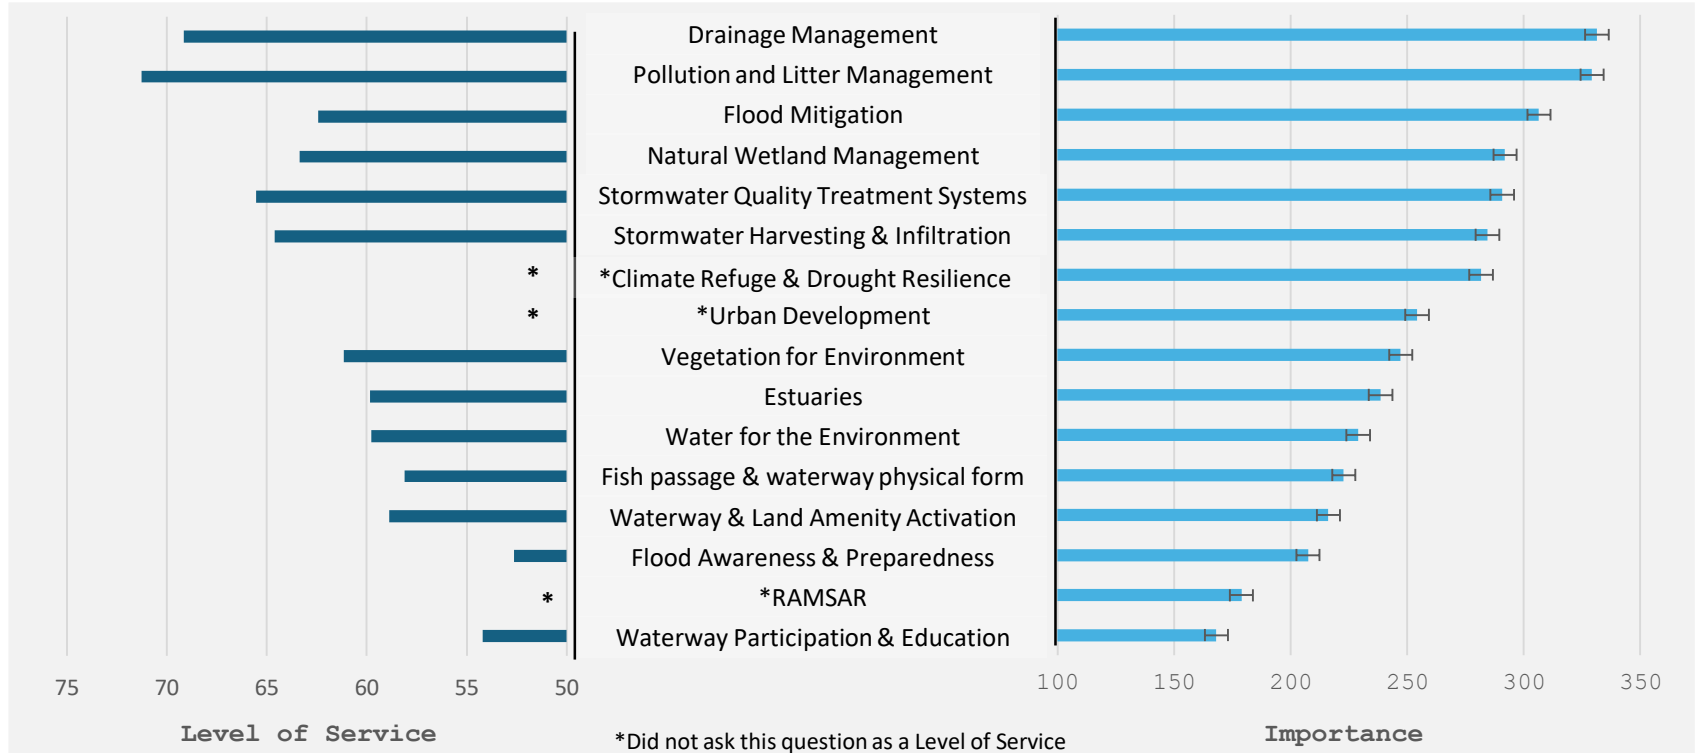 Drainage Management
Pollution and Litter Management
Flood Mitigation
Natural Wetland Management
Stormwater Quality Treatment Systems
Stormwater Harvesting & Infiltration
* *Climate Refuge & Drought Resilience
* *Urban Development
Vegetation for Environment
Estuaries
Water for the Environment
Fish passage & waterway physical form
Waterway & Land Amenity Activation
Flood Awareness & Preparedness
* *RAMSAR
Waterway Participation & Education
75 70 65 60 55 50
100 150 200 250 300 350
Level of Service
*Did not ask this question as a Level of Service
Importance